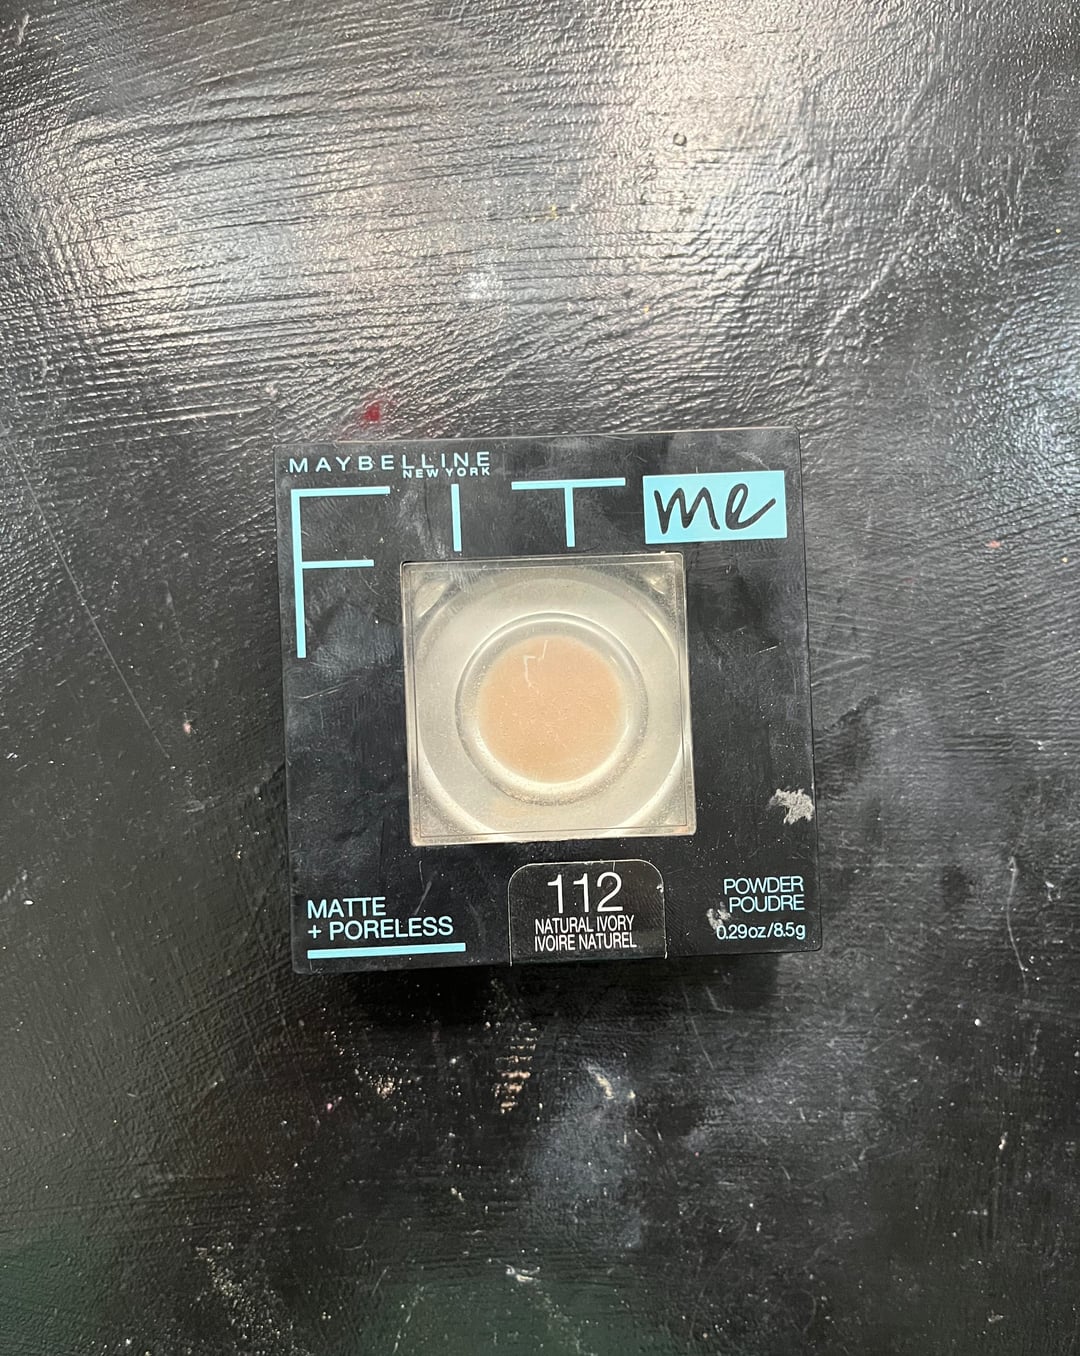 MAYBELLINE
NEW YORK
FIT me
112
NATURAL IVORY
IVOIRE NATUREL
MATTE
+ PORELESS
POWDER
POUDRE
0.29oz/8.5g